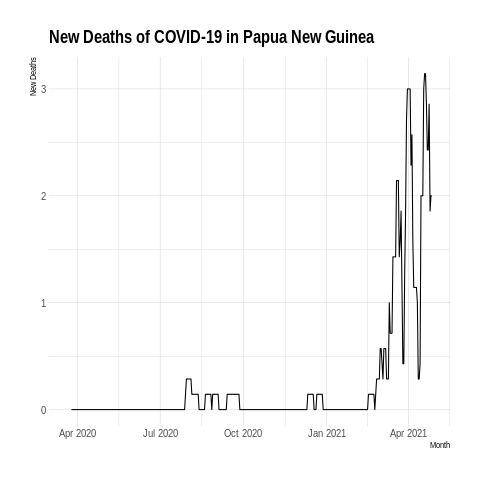 New Deaths of COVID-19 in Papua New Guinea
New Deaths
3
2
1
0
Apr 2020 Jul 2020 Oct 2020 Jan 2021 Apr 2021
Month